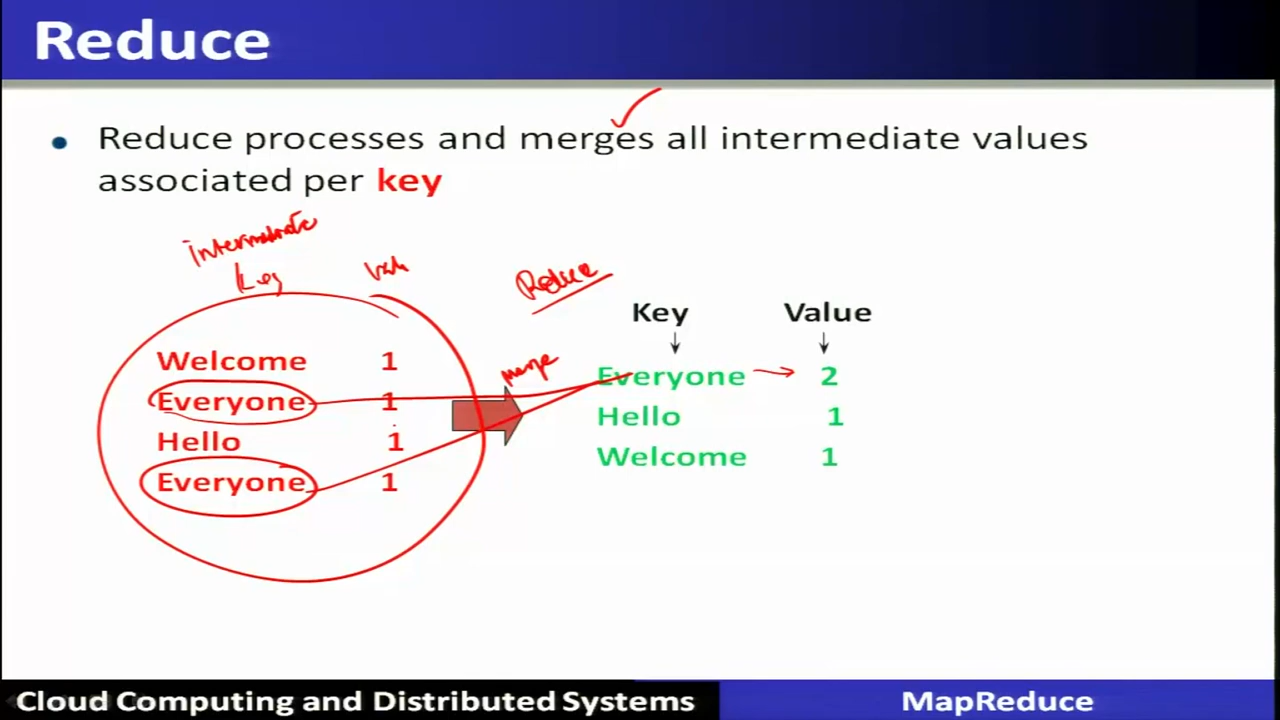 Reduce
• Reduce processes and merges all intermediate values
associated per key
intermediate
key
Reduce
Key Value
Welcome 1
Everyone 1
Hello 1
Everyone 1
merge
Everyone 2
Hello 1
Welcome 1
Cloud Computing and Distributed Systems
MapReduce